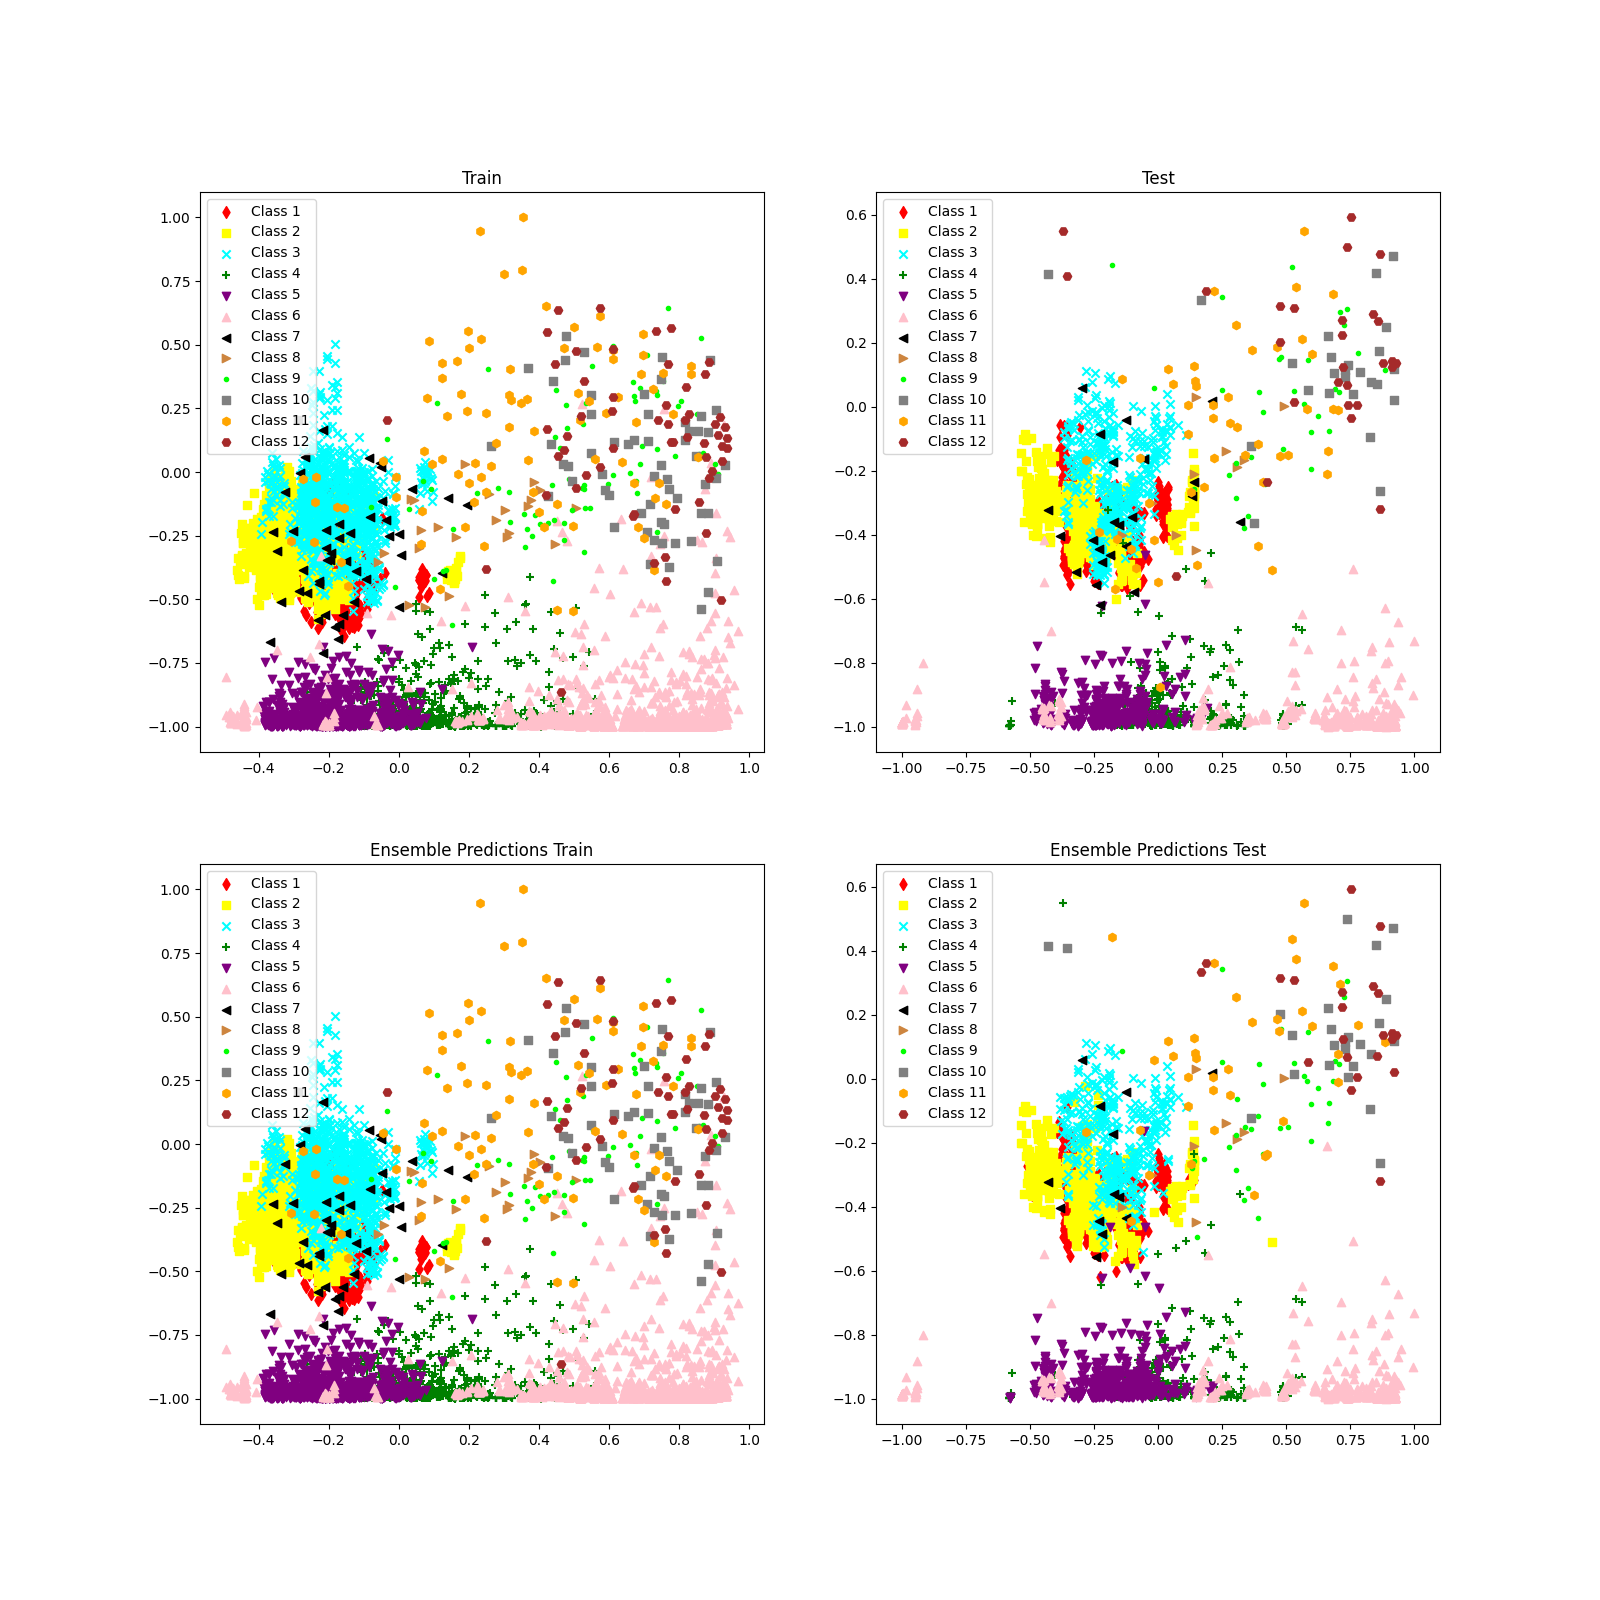 Train
1.00
0.75
0.50
0.25
0.00
−0.25
−0.50
−0.75
−1.00
−0.4
−0.2
0.0
0.2
0.4
0.6
0.8
1.0
Class 1
Class 2
Class 3
Class 4
Class 5
Class 6
Class 7
Class 8
Class 9
Class 10
Class 11
Class 12
Test
0.6
0.4
0.2
0.0
−0.2
−0.4
−0.6
−0.8
−1.0
−1.00
−0.75
−0.50
−0.25
0.00
0.25
0.50
0.75
1.00
Class 1
Class 2
Class 3
Class 4
Class 5
Class 6
Class 7
Class 8
Class 9
Class 10
Class 11
Class 12
Ensemble Predictions Train
1.00
0.75
0.50
0.25
0.00
−0.25
−0.50
−0.75
−1.00
−0.4
−0.2
0.0
0.2
0.4
0.6
0.8
1.0
Class 1
Class 2
Class 3
Class 4
Class 5
Class 6
Class 7
Class 8
Class 9
Class 10
Class 11
Class 12
Ensemble Predictions Test
0.6
0.4
0.2
0.0
−0.2
−0.4
−0.6
−0.8
−1.0
−1.00
−0.75
−0.50
−0.25
0.00
0.25
0.50
0.75
1.00
Class 1
Class 2
Class 3
Class 4
Class 5
Class 6
Class 7
Class 8
Class 9
Class 10
Class 11
Class 12